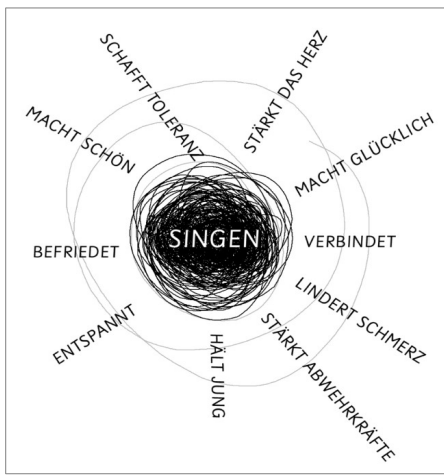 SCHAFFT TOLERANZ
STÄRKT DAS HERZ
MACHT SCHÖN
MACHT GLÜCKLICH
SINGEN
BEFRIEDET
VERBINDET
ENTSPANNT
LINDERT SCHMERZ
HÄLT JUNG
STÄRKT ABWEHRKRÄFTE